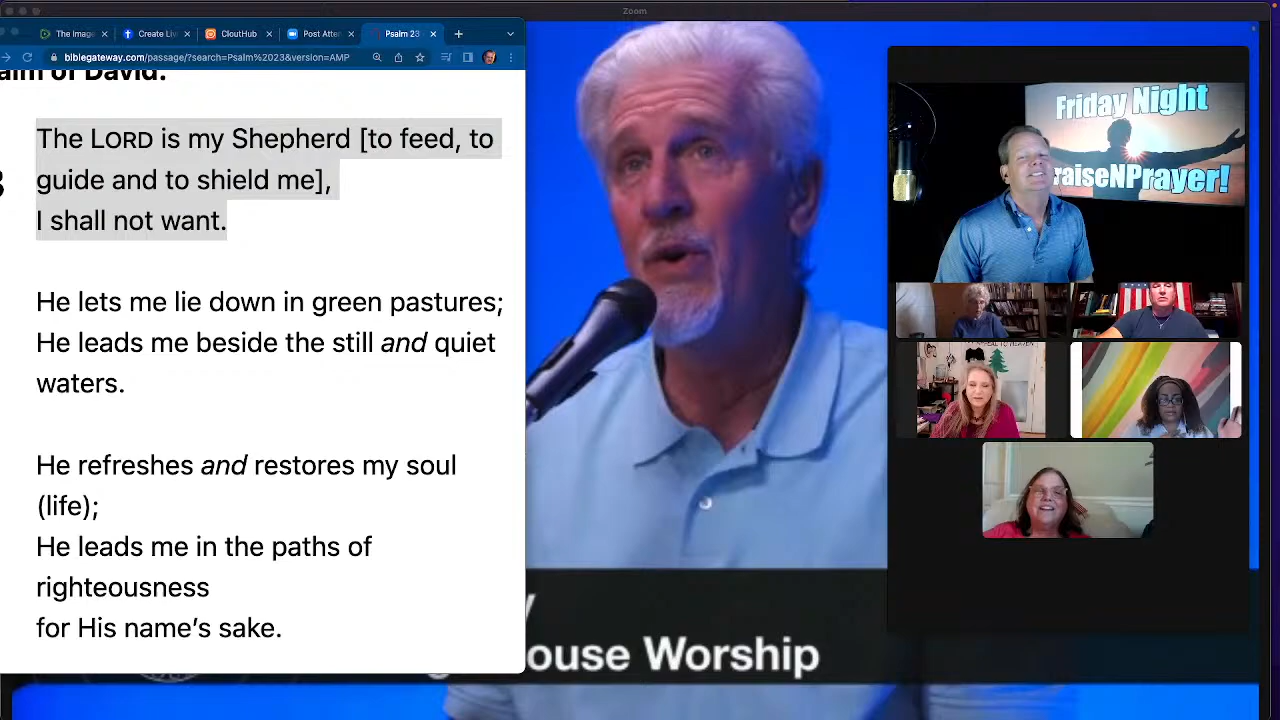 Zoom
The Image
Create Liv
CloutHub
Post Atten
Psalm 23
biblegateway.com/passage/?search=Psalm%2023&version=AMP
alm of David.
The LORD is my Shepherd [to feed, to
guide and to shield me],
I shall not want.
He lets me lie down in green pastures;
He leads me beside the still and quiet
waters.
He refreshes and restores my soul
(life);
He leads me in the paths of
righteousness
for His name’s sake.
ouse Worship
Friday Night
raiseNPrayer!